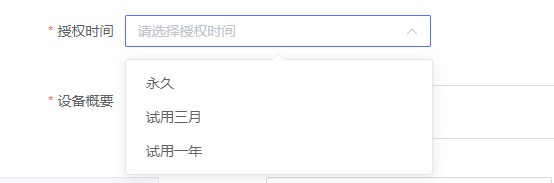 * 授权时间 请选择授权时间
永久
* 设备概要
试用三月
试用一年